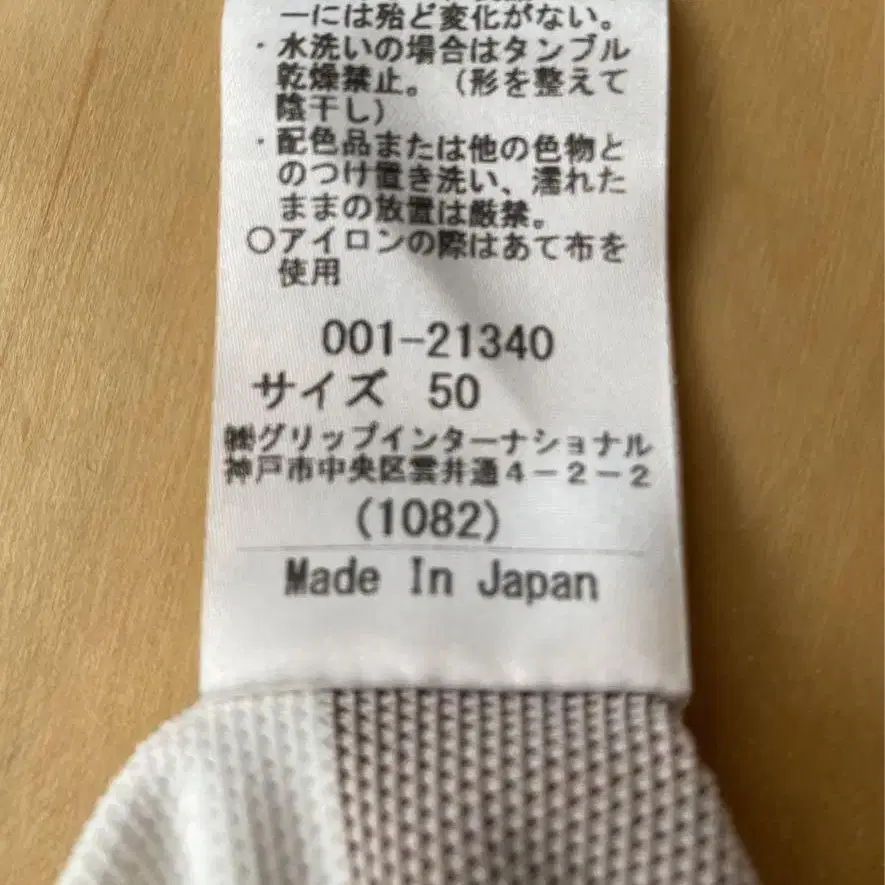 ーには殆ど変化がない。
・水洗いの場合はタンブル
乾燥禁止。（形を整えて
陰干し）
・配色品または他の色物と
のつけ置き洗い、濡れた
ままの放置は厳禁。
○アイロンの際はあて布を
使用
001-21340
サイズ 50
㈱グリップインターナショナル
神戸市中央区雲井通4－2－2
(1082)
Made In Japan